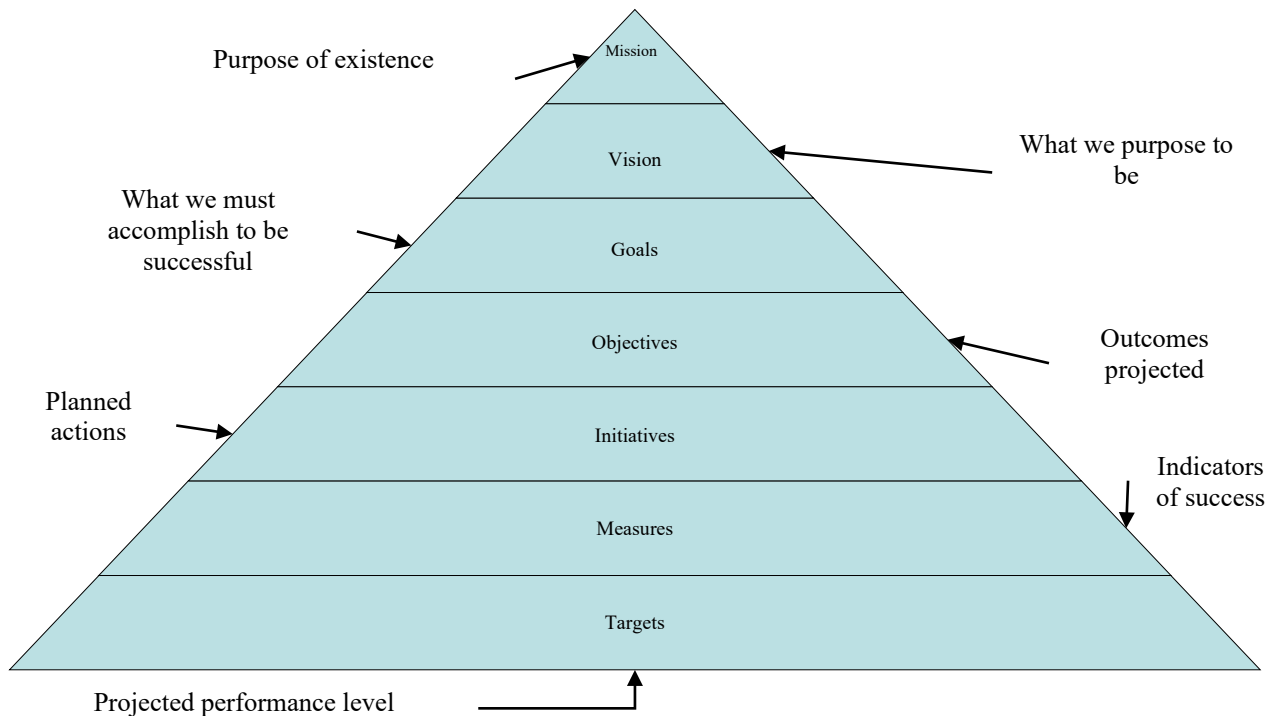 Mission
Purpose of existence
Vision
What we purpose to
be
What we must
accomplish to be
successful
Goals
Objectives
Outcomes
projected
Planned
actions
Initiatives
Indicators
of success
Measures
Targets
Projected performance level